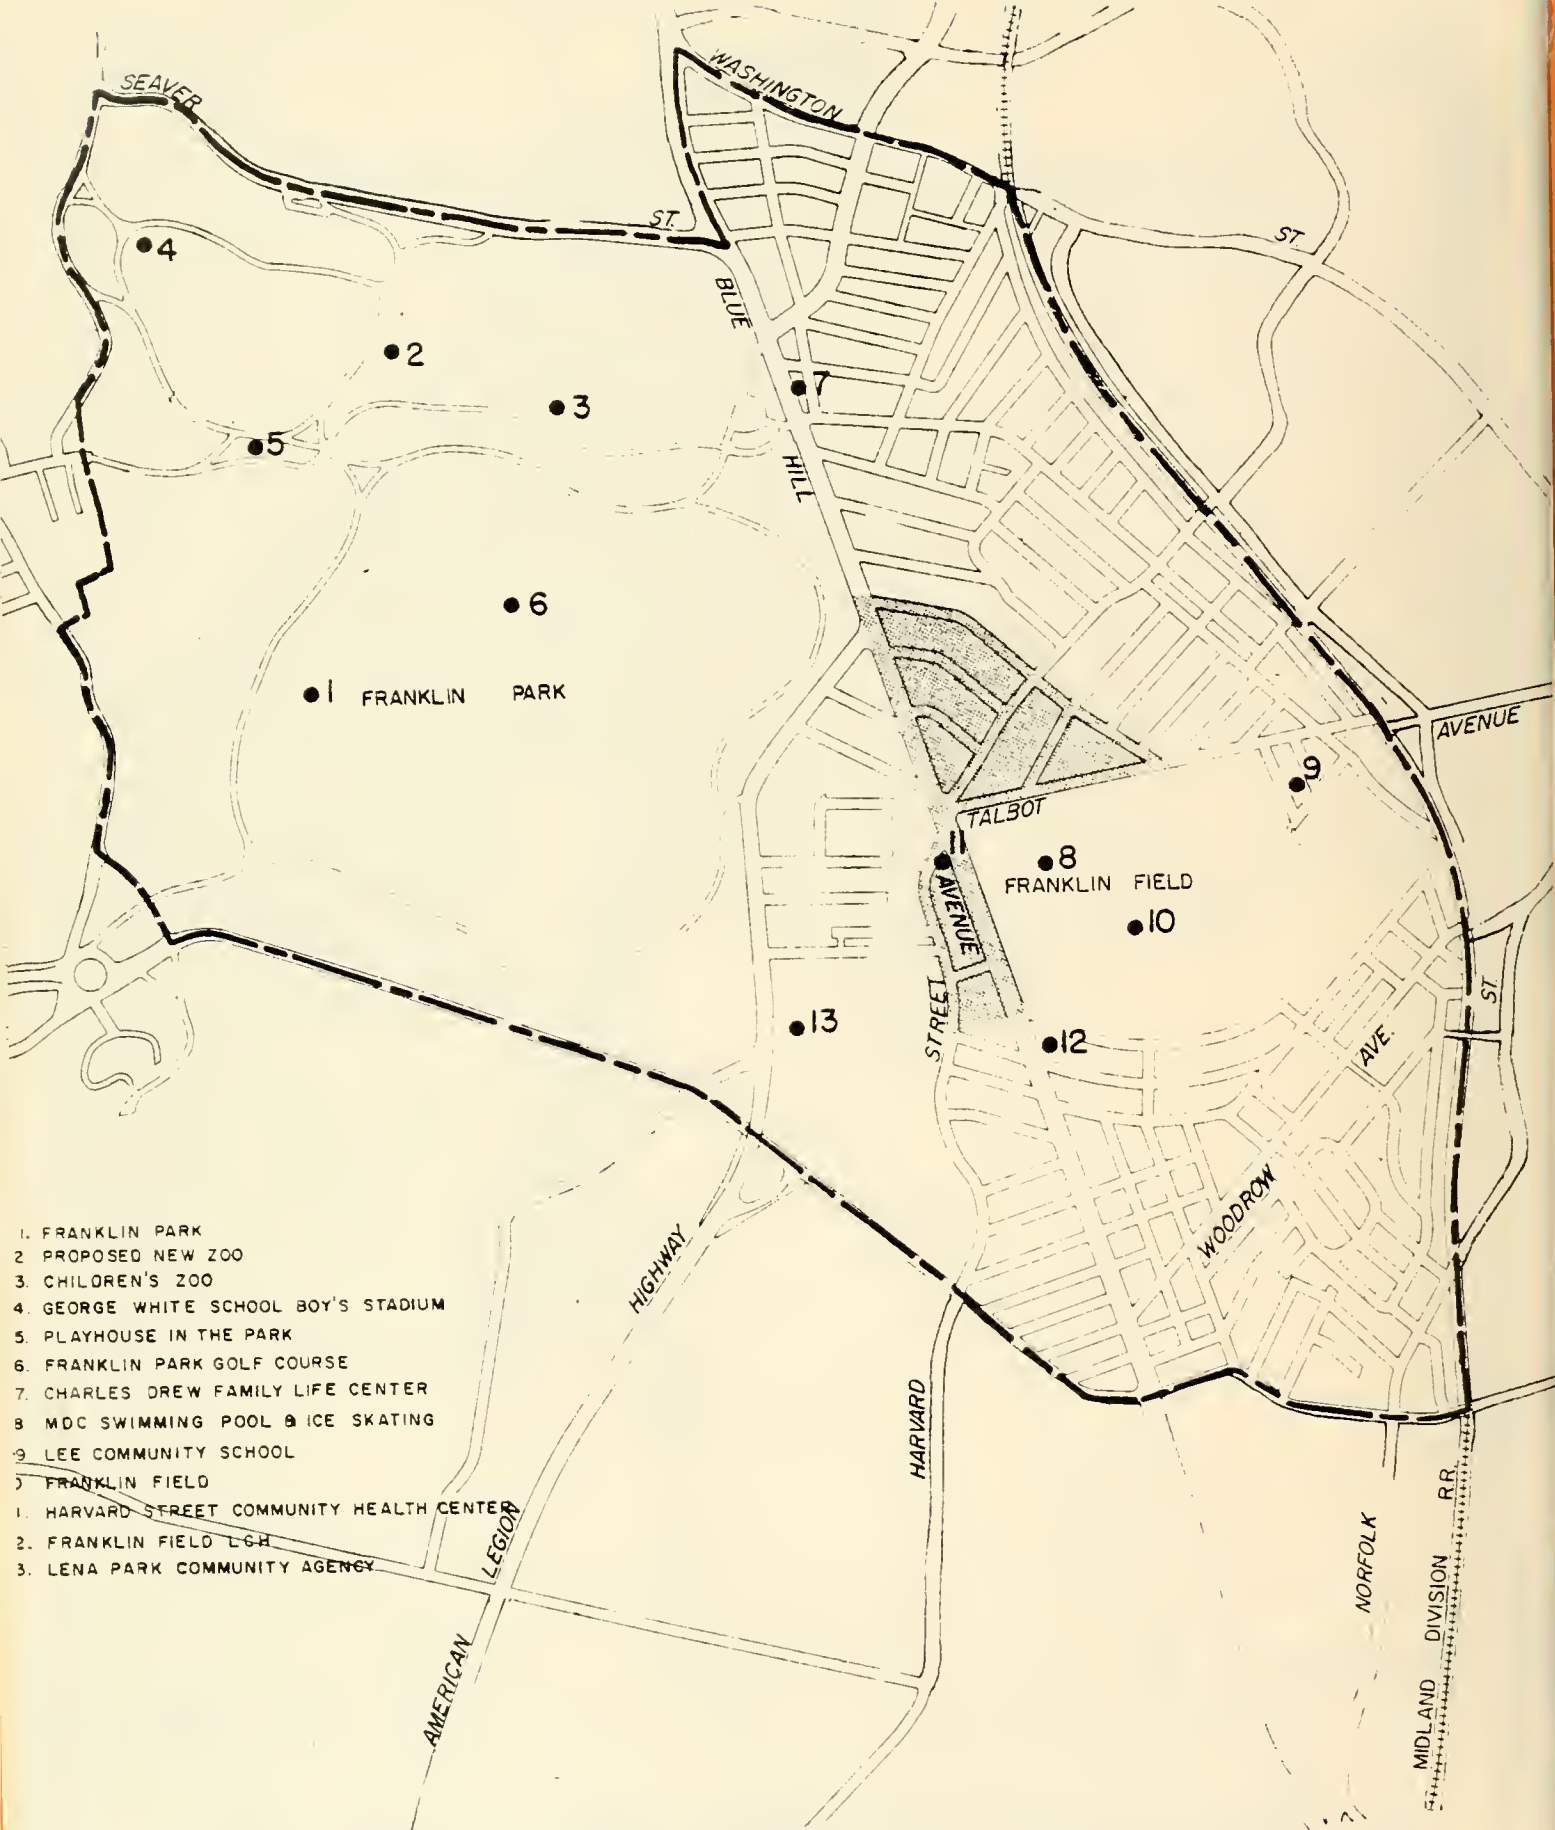 SEAVER
WASHINGTON
ST.
ST.
4
BLUE
2
7
3
5
HILL
6
1 FRANKLIN PARK
AVENUE
9
TALBOT
11
8
FRANKLIN FIELD
AVENUE
10
ST.
STREET
13
12
AVE.
WOODROW
HIGHWAY
1. FRANKLIN PARK
2 PROPOSED NEW ZOO
3. CHILDREN'S ZOO
4. GEORGE WHITE SCHOOL BOY'S STADIUM
5. PLAYHOUSE IN THE PARK
6. FRANKLIN PARK GOLF COURSE
7. CHARLES DREW FAMILY LIFE CENTER
8 MDC SWIMMING POOL & ICE SKATING
9 LEE COMMUNITY SCHOOL
FRANKLIN FIELD
1. HARVARD STREET COMMUNITY HEALTH CENTER
2. FRANKLIN FIELD
3. LENA PARK COMMUNITY AGENCY
HARVARD
LEGION
AMERICAN
NORFOLK
MIDLAND DIVISION R.R.